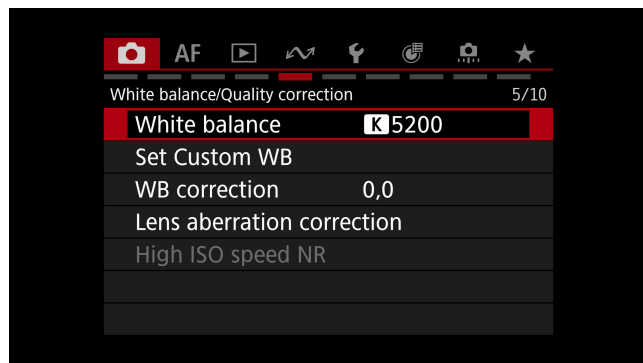 AF
White balance/Quality correction 5/10
White balance K 5200
Set Custom WB
WB correction 0,0
Lens aberration correction
High ISO speed NR